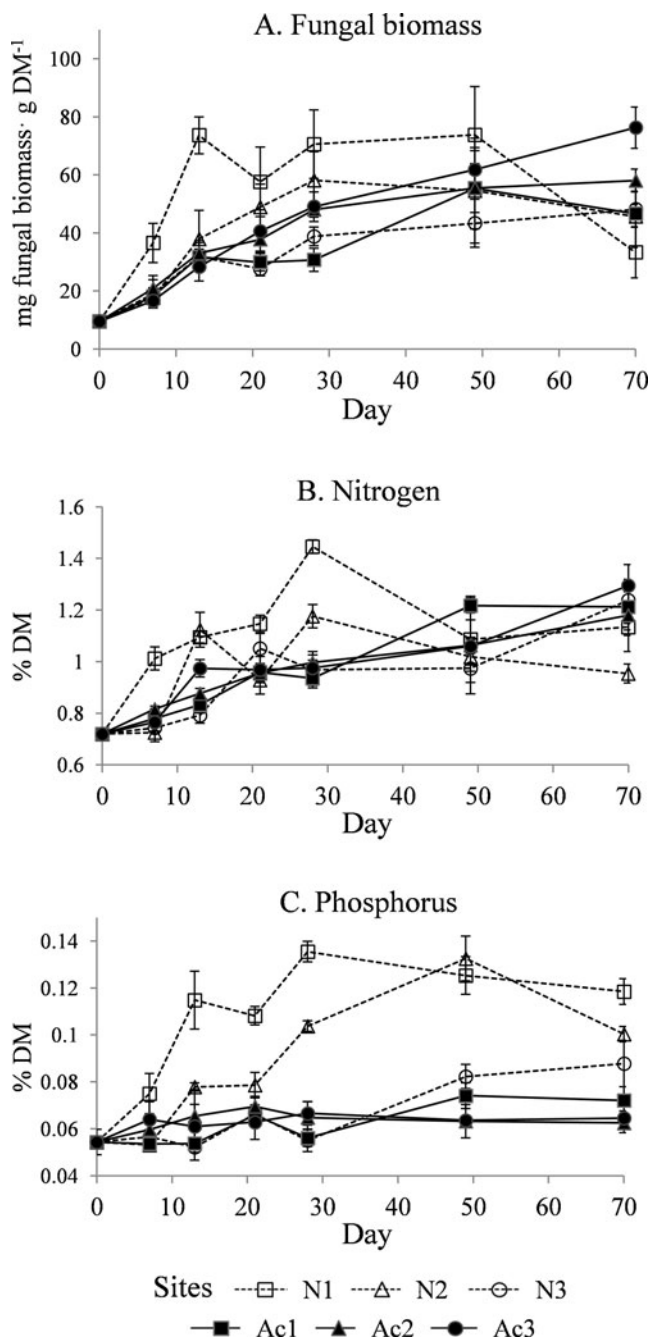 A. Fungal biomass
mg fungal biomass· g DM⁻¹
100
80
60
40
20
0
0 10 20 30 40 50 60 70
Day
B. Nitrogen
% DM
1.6
1.4
1.2
1
0.8
0.6
0 10 20 30 40 50 60 70
Day
C. Phosphorus
% DM
0.14
0.12
0.1
0.08
0.06
0.04
0 10 20 30 40 50 60 70
Day
Sites N1 N2 N3
Ac1 Ac2 Ac3